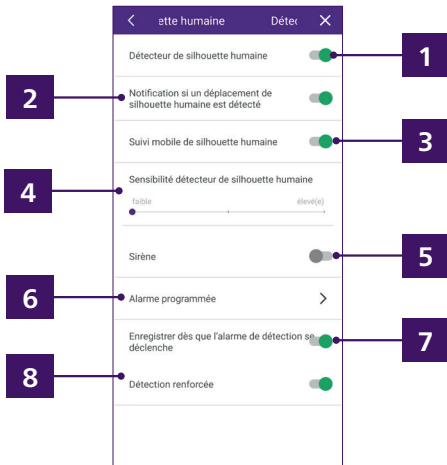 ette humaine Déte
Détecteur de silhouette humaine
1
2
Notification si un déplacement de
silhouette humaine est détecté
Suivi mobile de silhouette humaine
3
4
Sensibilité détecteur de silhouette humaine
faible élevé(e)
Sirène
5
6
Alarme programmée
Enregistrer dès que l'alarme de détection se
déclenche
7
8
Détection renforcée